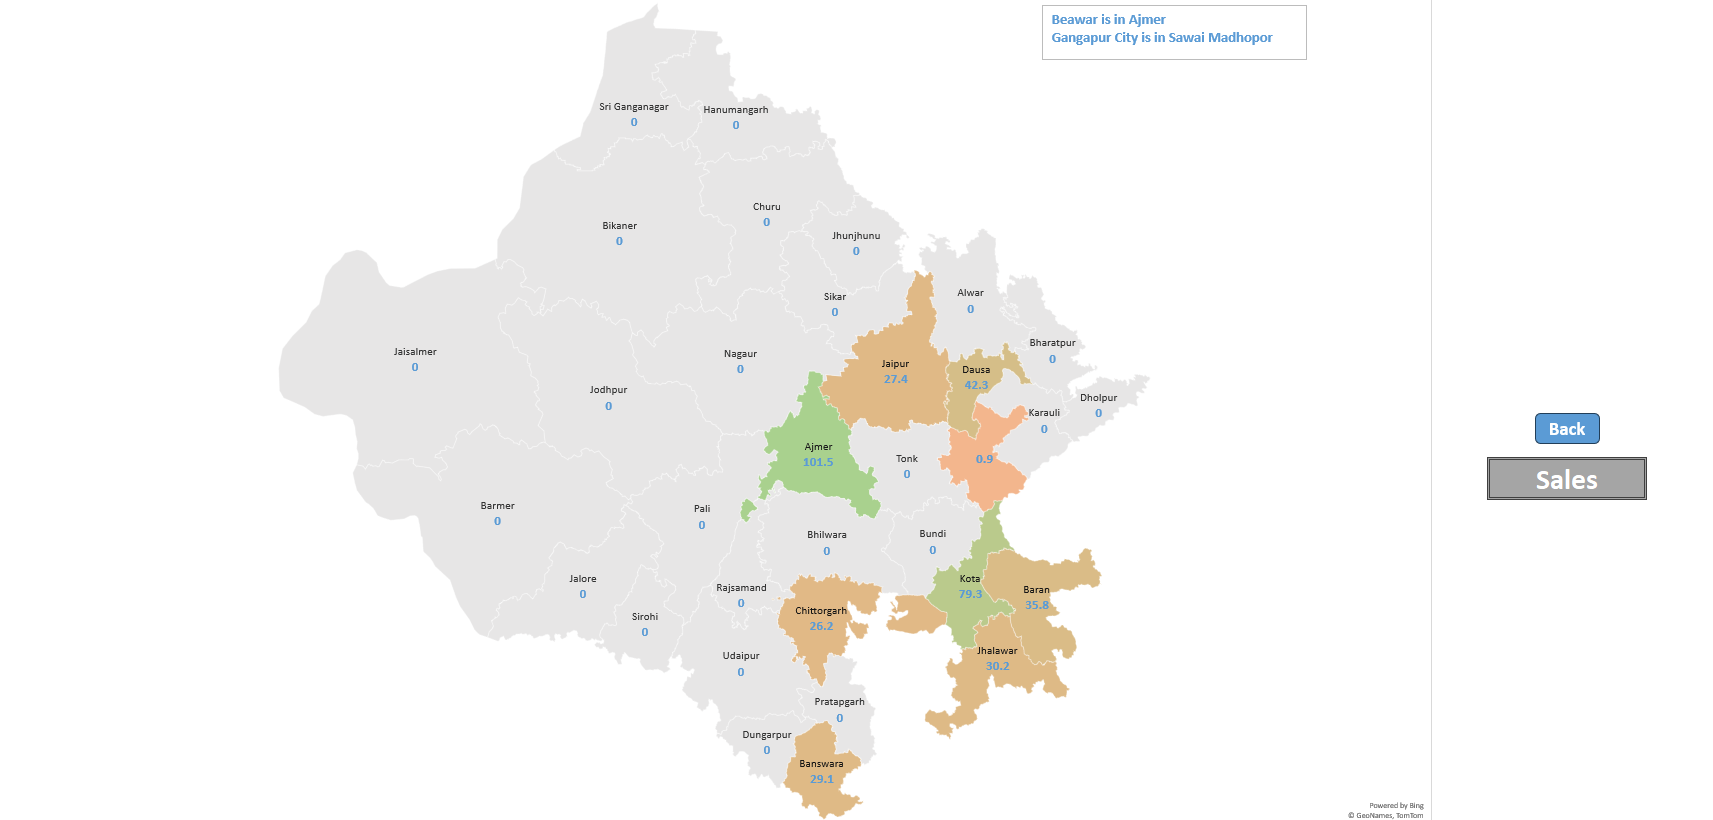 Beawar is in Ajmer
Gangapur City is in Sawai Madhopor
Sri Ganganagar
0
Hanumangarh
0
Churu
0
Bikaner
0
Jhunjhunu
0
Sikar
0
Alwar
0
Jaisalmer
0
Nagaur
0
Bharatpur
0
Jaipur
27.4
Dausa
42.3
Jodhpur
0
Dholpur
0
Karauli
0
Ajmer
101.5
Tonk
0
0.9
Back
Sales
Barmer
0
Pali
0
Bhilwara
0
Bundi
0
Jalore
0
Kota
79.3
Rajsamand
0
Baran
35.8
Sirohi
0
Chittorgarh
26.2
Udaipur
0
Jhalawar
30.2
Pratapgarh
0
Dungarpur
0
Banswara
29.1
Powered by Bing
© GeoNames, TomTom